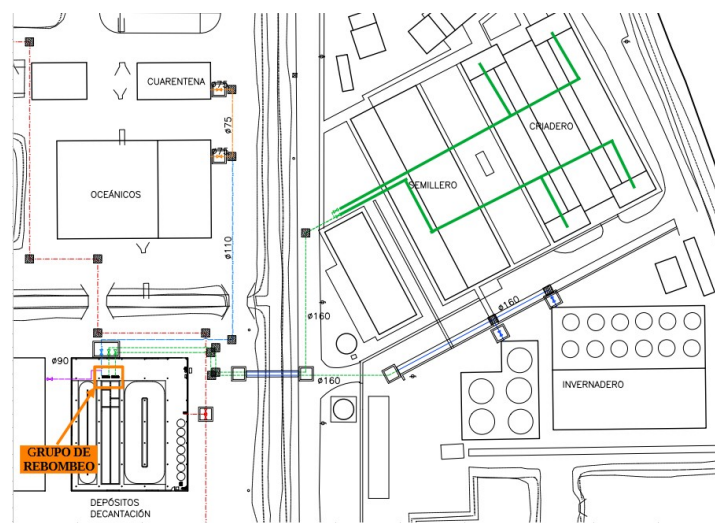 CUARENTENA
ø75
ø75
ø75
CRIADERO
SEMILLERO
OCEÁNICOS
ø110
ø160
ø160
ø90
ø160
INVERNADERO
GRUPO DE
REBOMBEO
DEPÓSITOS
DECANTACIÓN